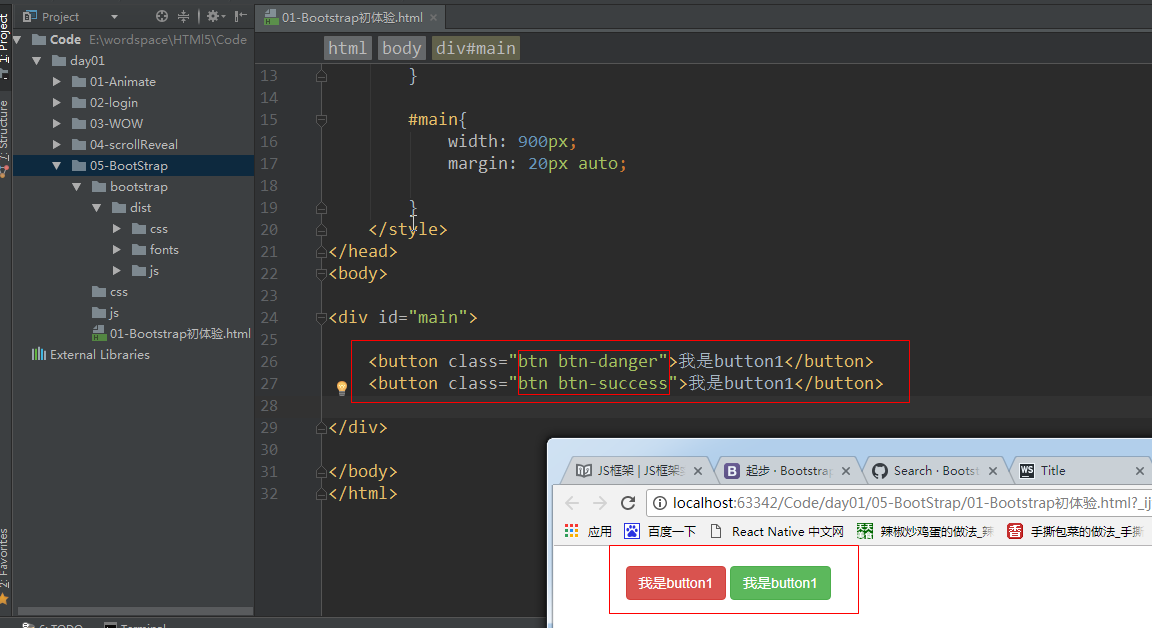 Project
01-Bootstrap初体验.html
1: Project
7: Structure
2: Favorites
Code E:\wordspace\HTMl5\Code
day01
01-Animate
02-login
03-WOW
04-scrollReveal
05-BootStrap
bootstrap
dist
css
fonts
js
css
js
01-Bootstrap初体验.html
External Libraries
html body div#main
13 }
14
15 #main{
16 width: 900px;
17 margin: 20px auto;
18
19 }
20 </style>
21 </head>
22 <body>
23
24 <div id="main">
25
26 <button class="btn btn-danger">我是button1</button>
27 <button class="btn btn-success">我是button1</button>
28
29 </div>
30
31 </body>
32 </html>
JS框架 | JS框架
起步 · Bootstrap
Search · Bootst
WS Title
localhost:63342/Code/day01/05-BootStrap/01-Bootstrap初体验.html?_ij
应用 百度一下 React Native 中文网 辣椒炒鸡蛋的做法_辣 手撕包菜的做法_手撕
我是button1 我是button1
6: TODO Terminal